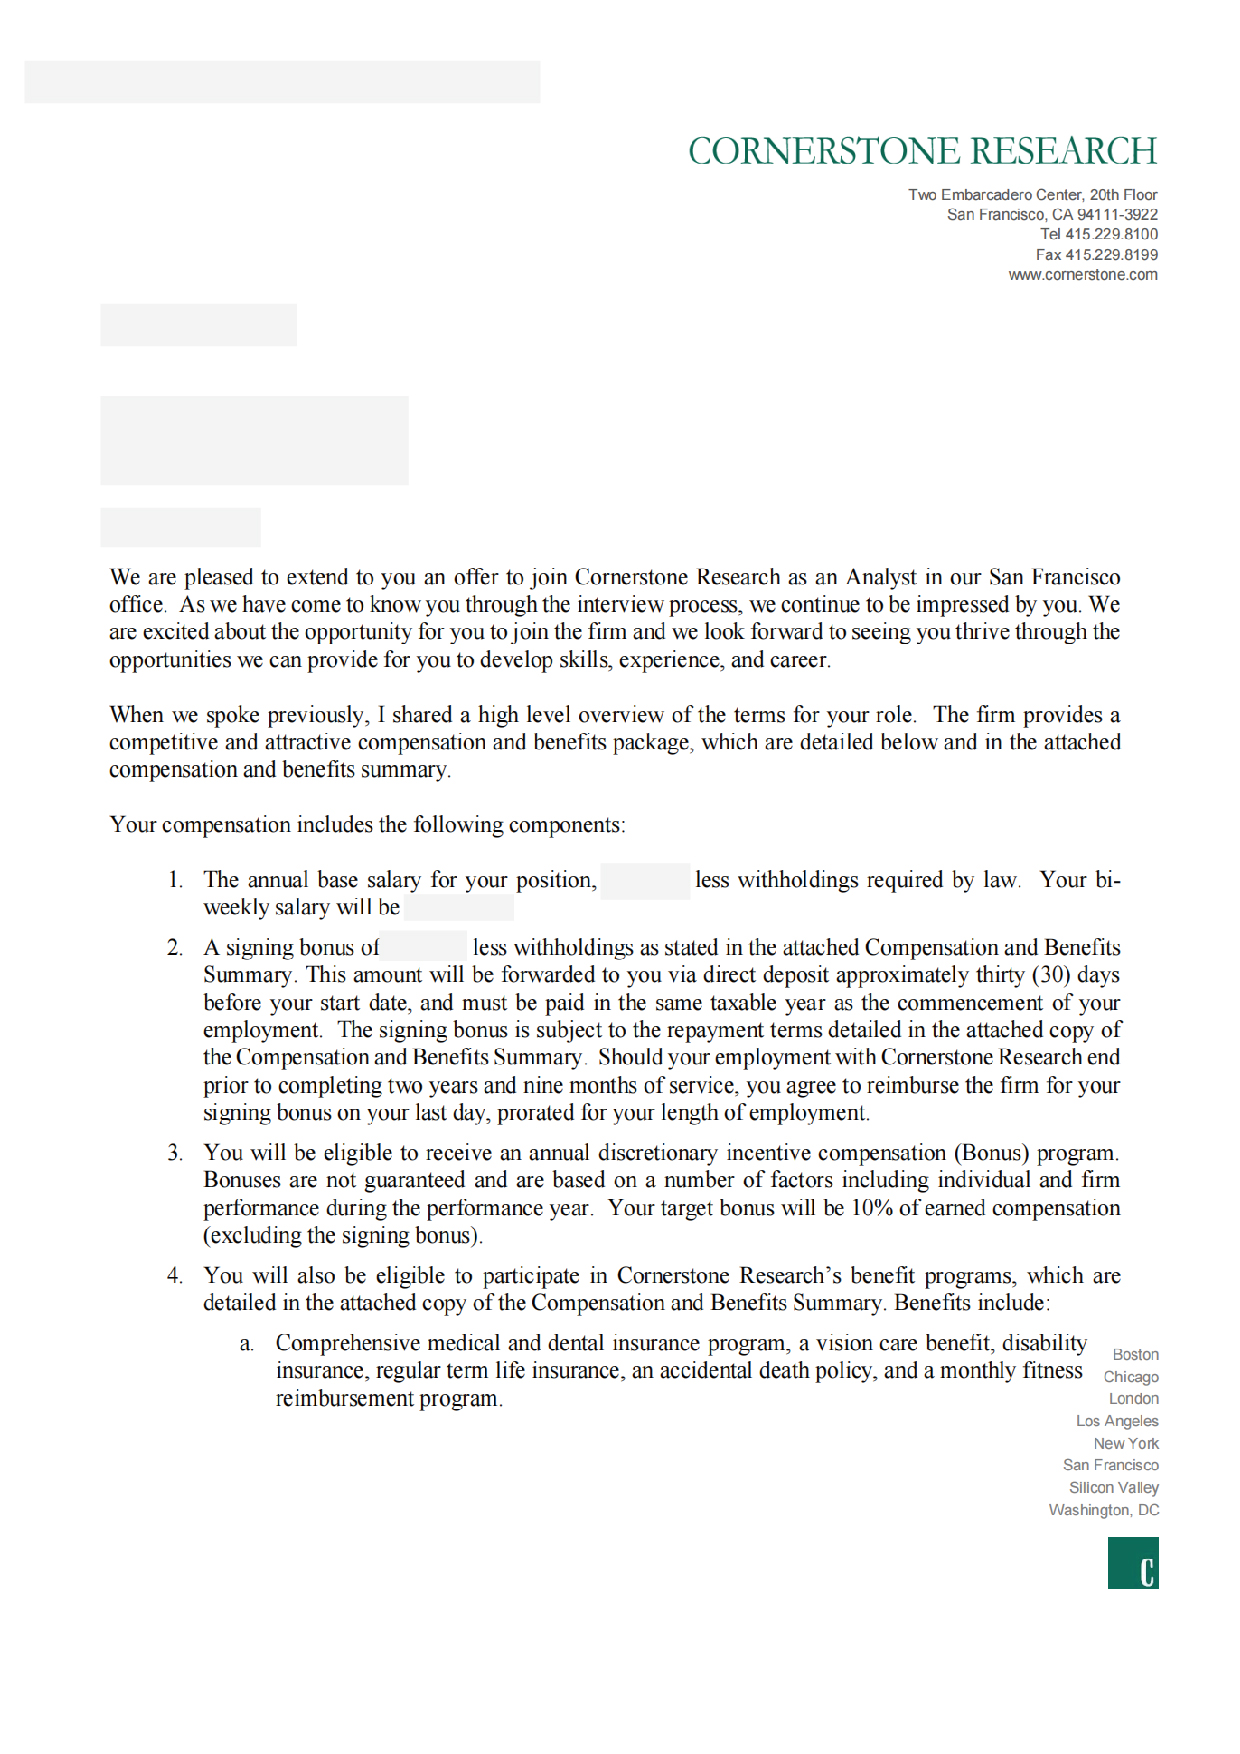 CORNERSTONE RESEARCH
Two Embarcadero Center, 20th Floor
San Francisco, CA 94111-3922
Tel 415.229.8100
Fax 415.229.8199
www.cornerstone.com
We are pleased to extend to you an offer to join Cornerstone Research as an Analyst in our San Francisco
office.  As we have come to know you through the interview process, we continue to be impressed by you. We
are excited about the opportunity for you to join the firm and we look forward to seeing you thrive through the
opportunities we can provide for you to develop skills, experience, and career.
When we spoke previously, I shared a high level overview of the terms for your role.  The firm provides a
competitive and attractive compensation and benefits package, which are detailed below and in the attached
compensation and benefits summary.
Your compensation includes the following components:
1. The annual base salary for your position, less withholdings required by law.  Your bi-
weekly salary will be
2. A signing bonus of less withholdings as stated in the attached Compensation and Benefits
Summary. This amount will be forwarded to you via direct deposit approximately thirty (30) days
before your start date, and must be paid in the same taxable year as the commencement of your
employment.  The signing bonus is subject to the repayment terms detailed in the attached copy of
the Compensation and Benefits Summary.  Should your employment with Cornerstone Research end
prior to completing two years and nine months of service, you agree to reimburse the firm for your
signing bonus on your last day, prorated for your length of employment.
3. You will be eligible to receive an annual discretionary incentive compensation (Bonus) program.
Bonuses are not guaranteed and are based on a number of factors including individual and firm
performance during the performance year.  Your target bonus will be 10% of earned compensation
(excluding the signing bonus).
4. You will also be eligible to participate in Cornerstone Research’s benefit programs, which are
detailed in the attached copy of the Compensation and Benefits Summary. Benefits include:
a. Comprehensive medical and dental insurance program, a vision care benefit, disability
insurance, regular term life insurance, an accidental death policy, and a monthly fitness
reimbursement program.
Boston
Chicago
London
Los Angeles
New York
San Francisco
Silicon Valley
Washington, DC
C